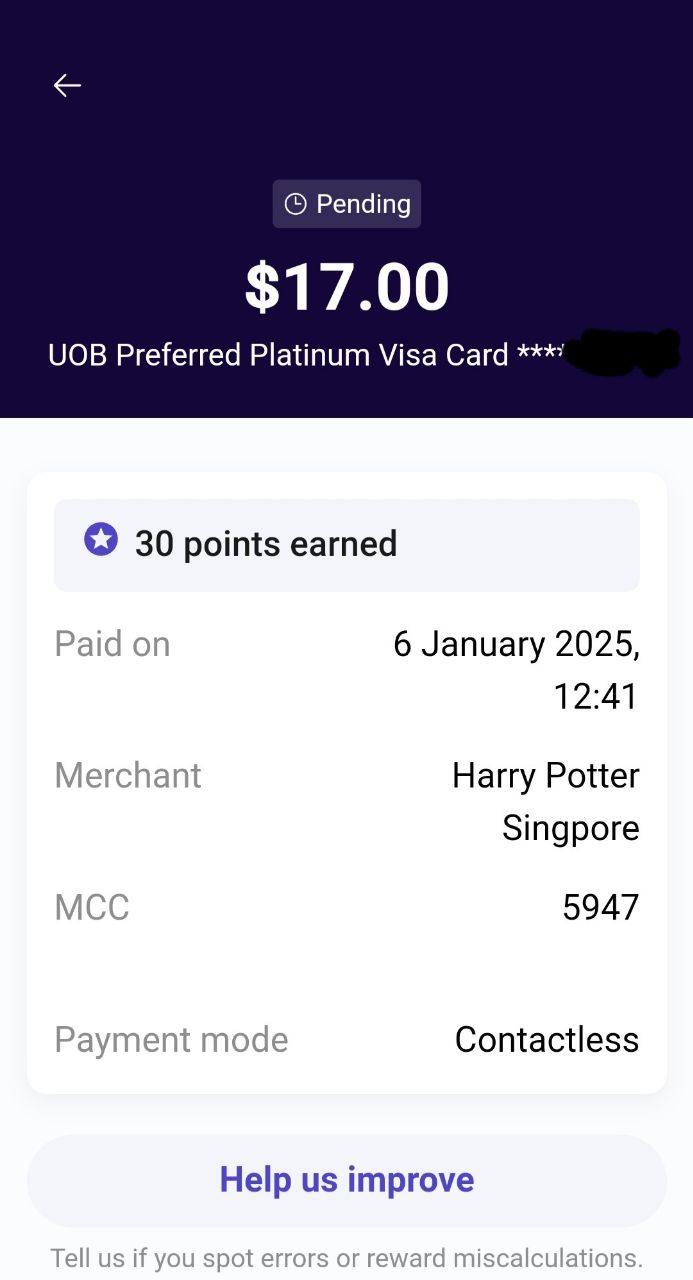 Pending
$17.00
UOB Preferred Platinum Visa Card ****
30 points earned
Paid on 6 January 2025,
12:41
Merchant Harry Potter
Singpore
MCC 5947
Payment mode Contactless
Help us improve
Tell us if you spot errors or reward miscalculations.